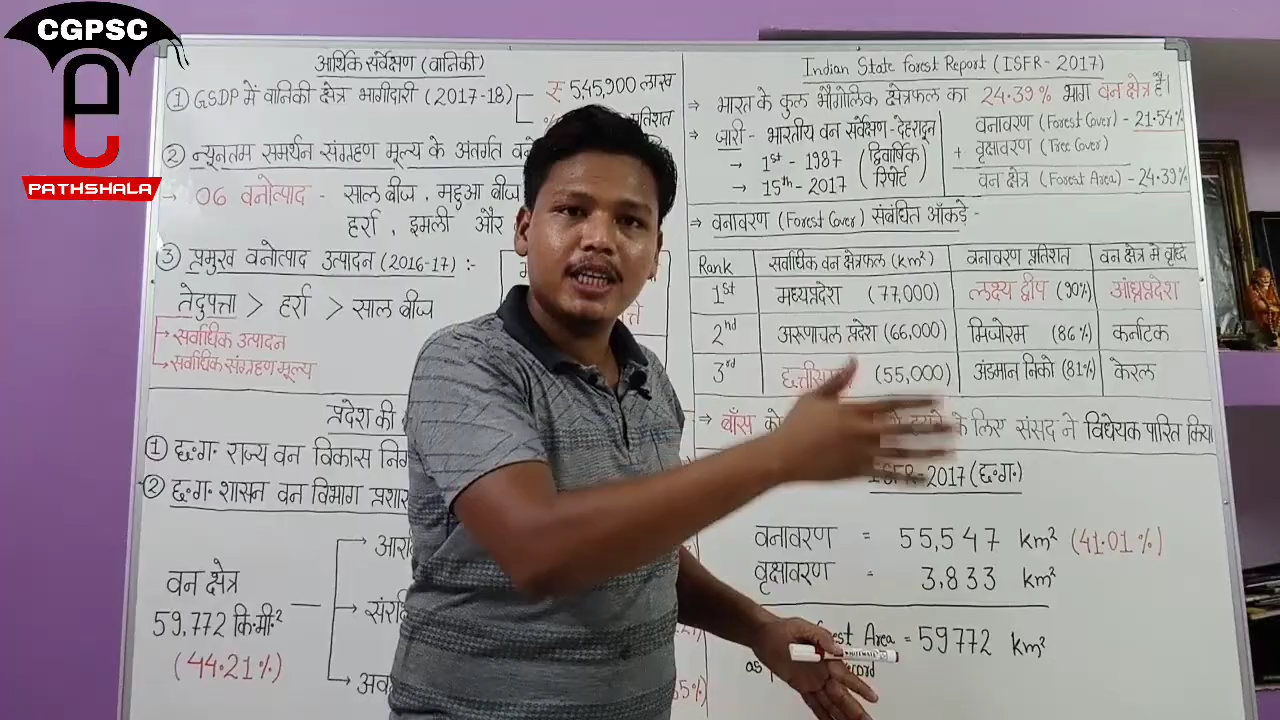 CGPSC
e
PATHSHALA
आर्थिक सर्वेक्षण (वानिकी)
① GSDP में वानिकी क्षेत्र भागीदारी (2017-18)
₹ 545,900 लाख
② न्यूनतम समर्थन संग्रहण मूल्य के अंतर्गत
→ 06 वनोत्पाद - साल बीज, महुआ बीज
हर्रा, इमली और
③ प्रमुख वनोत्पाद उत्पादन (2016-17) :-
तेंदुपत्ता > हर्रा > साल बीज
→ सर्वाधिक उत्पादन
→ सर्वाधिक संग्रहण मूल्य
प्रदेश की
① छ.ग. राज्य वन विकास
② छ.ग. शासन वन विभाग
वन क्षेत्र
59,772 कि.मी.²
(44.21%)
Indian State Forest Report (ISFR-2017)
⇒ भारत के कुल भौगोलिक क्षेत्रफल का 24.39% भाग वन क्षेत्र है।
⇒ जारी - भारतीय वन सर्वेक्षण - देहरादून
→ 1st - 1987 (द्विवार्षिक
→ 15th - 2017 रिपोर्ट)
वनावरण (Forest Cover) - 21.54%
+ वृक्षावरण (Tree Cover)
वन क्षेत्र (Forest Area) - 24.39%
⇒ वनावरण (Forest Cover) संबंधित आँकड़े -
Rank सर्वाधिक वन क्षेत्रफल (km²) वनावरण प्रतिशत वन क्षेत्र में वृद्धि
1st मध्यप्रदेश (77,000) लक्ष्य द्वीप (90%) आंध्रप्रदेश
2nd अरुणाचल प्रदेश (66,000) मिजोरम (86%) कर्नाटक
3rd (55,000) अंडमान निको (81%) केरल
→ बाँस को के लिए संसद ने विधेयक पारित किया
ISFR-2017 (छ.ग.)
वनावरण = 55,547 km² (41.01%)
वृक्षावरण = 3,833 km²
Area = 59772 km²
as